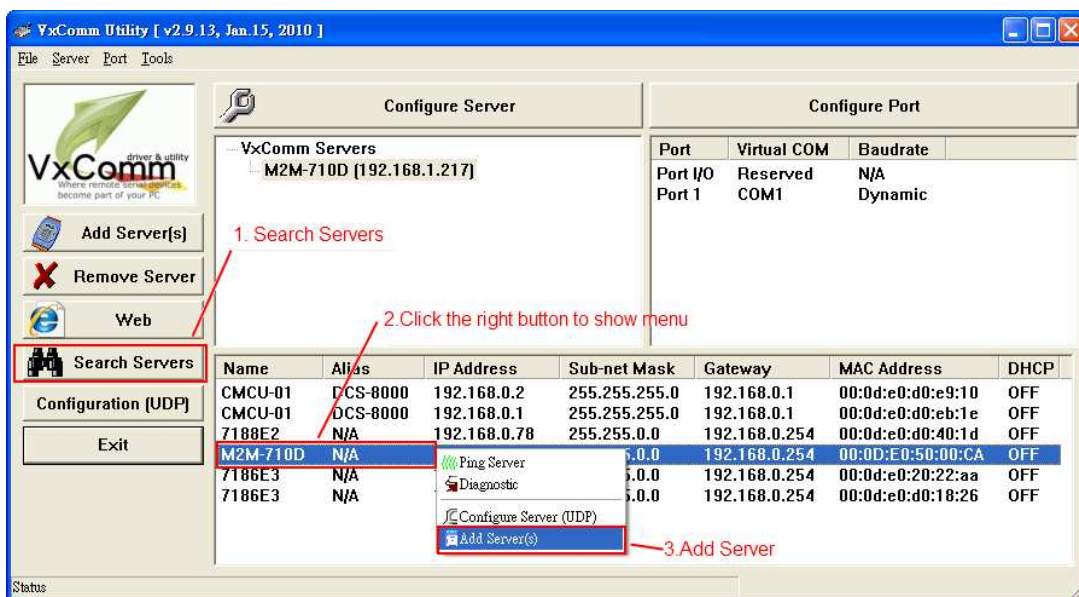 VxComm Utility [ v2.9.13, Jan.15, 2010 ]
File Server Port Tools
VxComm
driver & utility
Where remote serial devices
become part of your PC
Configure Server
Configure Port
VxComm Servers
M2M-710D [192.168.1.217]
Port Virtual COM Baudrate
Port I/O Reserved N/A
Port 1 COM1 Dynamic
Add Server(s)
Remove Server
Web
Search Servers
Configuration (UDP)
Exit
1. Search Servers
2.Click the right button to show menu
Name Alias IP Address Sub-net Mask Gateway MAC Address DHCP
CMCU-01 DCS-8000 192.168.0.2 255.255.255.0 192.168.0.1 00:0d:e0:d0:e9:10 OFF
CMCU-01 DCS-8000 192.168.0.1 255.255.255.0 192.168.0.1 00:0d:e0:d0:eb:1e OFF
7188E2 N/A 192.168.0.78 255.255.0.0 192.168.0.254 00:0d:e0:d0:40:1d OFF
M2M-710D N/A 192.168.0.254 00:0D:E0:50:00:CA OFF
7186E3 N/A 192.168.0.254 00:0d:e0:20:22:aa OFF
7186E3 N/A 192.168.0.254 00:0d:e0:d0:18:26 OFF
Ping Server
Diagnostic
Configure Server (UDP)
Add Server(s)
3.Add Server
Status